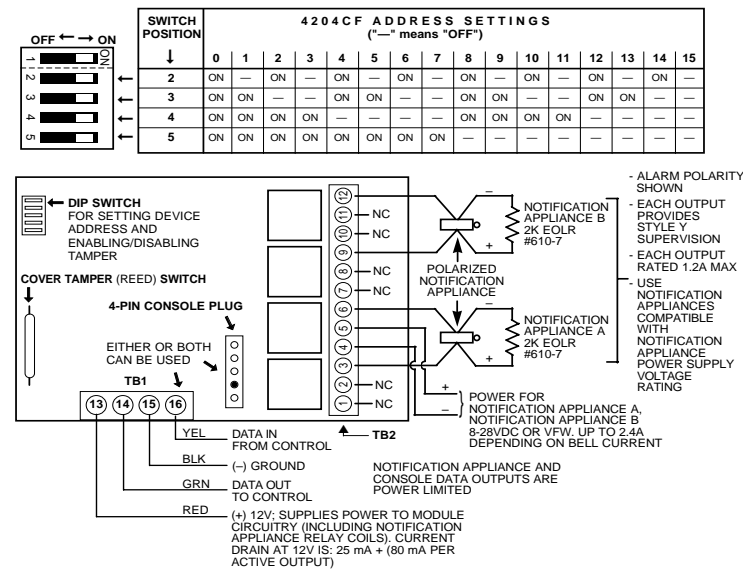 OFF ← → ON
ON
1
2
3
4
5
SWITCH POSITION ↓
4204CF ADDRESS SETTINGS
("—" means "OFF")
0 1 2 3 4 5 6 7 8 9 10 11 12 13 14 15
2 ON — ON — ON — ON — ON — ON — ON — ON —
3 ON ON — — ON ON — — ON ON — — ON ON — —
4 ON ON ON ON — — — — ON ON ON ON — — — —
5 ON ON ON ON ON ON ON ON — — — — — — — —
DIP SWITCH
FOR SETTING DEVICE
ADDRESS AND
ENABLING/DISABLING
TAMPER
COVER TAMPER (REED) SWITCH
4-PIN CONSOLE PLUG
EITHER OR BOTH
CAN BE USED
TB1
13 14 15 16
12
11 NC
10 NC
9
8 NC
7 NC
6
5
4
3
2 NC
1 NC
TB2
–
+
NOTIFICATION
APPLIANCE B
2K EOLR
#610-7
POLARIZED
NOTIFICATION
APPLIANCE
–
+
NOTIFICATION
APPLIANCE A
2K EOLR
#610-7
- ALARM POLARITY
SHOWN
- EACH OUTPUT
PROVIDES
STYLE Y
SUPERVISION
- EACH OUTPUT
RATED 1.2A MAX
- USE
NOTIFICATION
APPLIANCES
COMPATIBLE
WITH
NOTIFICATION
APPLIANCE
POWER SUPPLY
VOLTAGE
RATING
+
–
POWER FOR
NOTIFICATION APPLIANCE A,
NOTIFICATION APPLIANCE B
8-28VDC OR VFW. UP TO 2.4A
DEPENDING ON BELL CURRENT
YEL DATA IN
FROM CONTROL
BLK (–) GROUND
GRN DATA OUT
TO CONTROL
RED (+) 12V; SUPPLIES POWER TO MODULE
CIRCUITRY (INCLUDING NOTIFICATION
APPLIANCE RELAY COILS). CURRENT
DRAIN AT 12V IS: 25 mA + (80 mA PER
ACTIVE OUTPUT)
NOTIFICATION APPLIANCE AND
CONSOLE DATA OUTPUTS ARE
POWER LIMITED